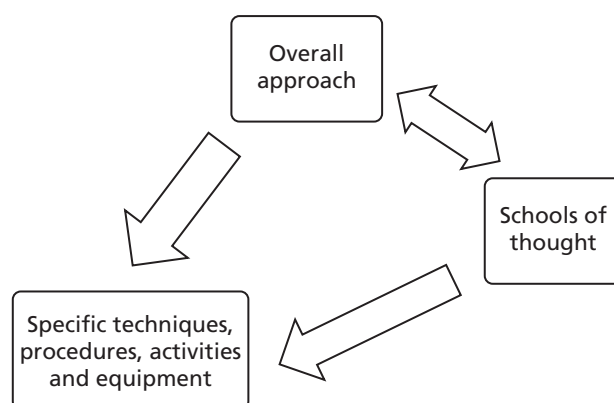 Overall
approach
Schools of
thought
Specific techniques,
procedures, activities
and equipment